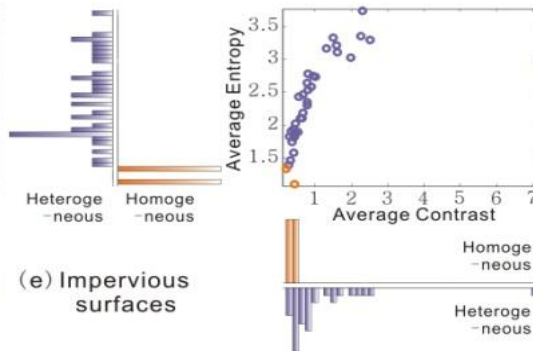 3.5
3
2.5
2
1.5
Average Entropy
1 2 3 4 5 6 7
Average Contrast
Heteroge
-neous
Homoge
-neous
Homoge
-neous
Heteroge
-neous
(e) Impervious
surfaces